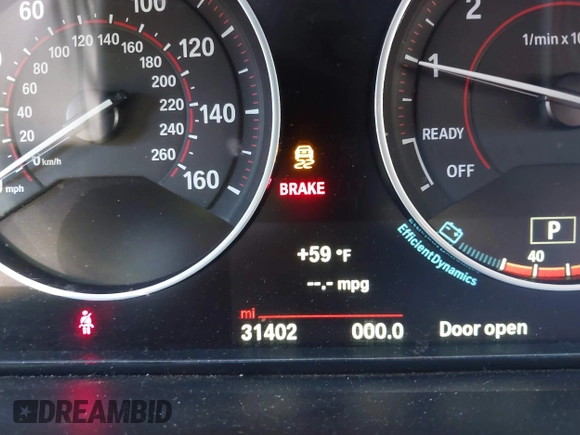 60
80
100
120
140
160
mph
0 km/h
20
40
60
80
100
120
140
160
180
200
220
240
260
BRAKE
+59 °F
--.- mpg
mi
31402 000.0
Door open
1
2
1/min x 10
READY
OFF
P
EfficientDynamics
40
DREAMBID